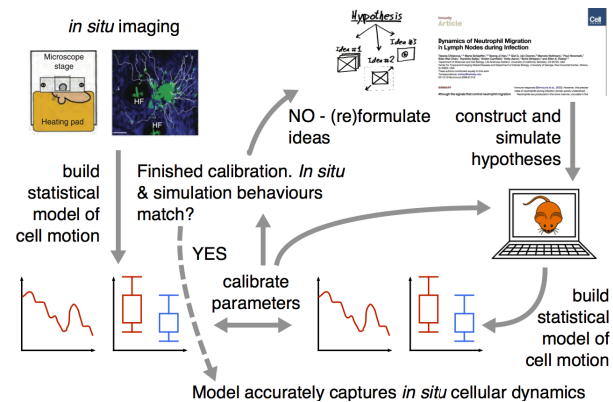 in situ imaging
Microscope
stage
Heating pad
HF
HF
Hypothesis
Idea #1
Idea #2
Idea #3
Immunity
Article
Cell
Dynamics of Neutrophil Migration
in Lymph Nodes during Infection
SUMMARY
build
statistical
model of
cell motion
Finished calibration. In situ
& simulation behaviours
match?
NO - (re)formulate
ideas
construct and
simulate
hypotheses
YES
calibrate
parameters
build
statistical
model of
cell motion
Model accurately captures in situ cellular dynamics